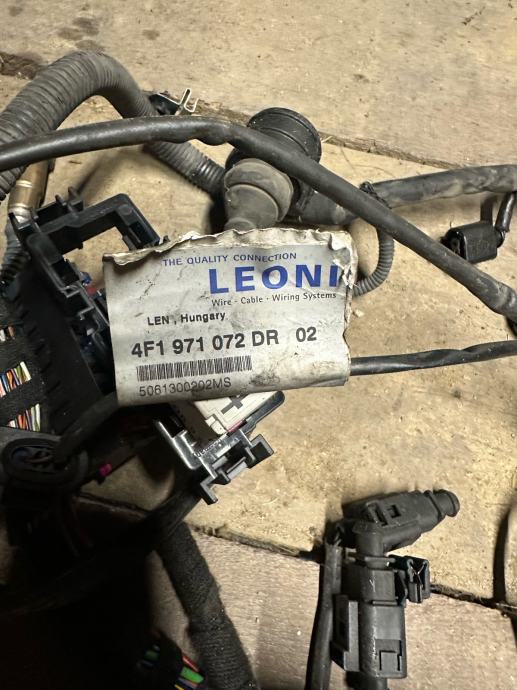 THE QUALITY CONNECTION
LEONI
Wire - Cable - Wiring Systems
LEN , Hungary
4F1 971 072 DR 02
5061300202MS